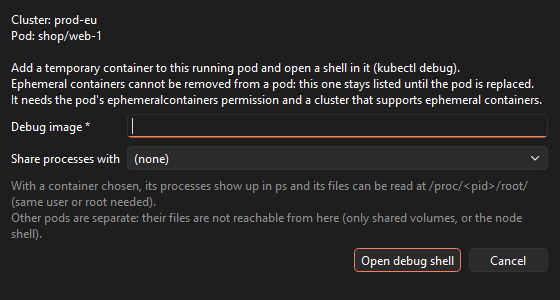 Cluster: prod-eu
Pod: shop/web-1
Add a temporary container to this running pod and open a shell in it (kubectl debug).
Ephemeral containers cannot be removed from a pod: this one stays listed until the pod is replaced.
It needs the pod's ephemeralcontainers permission and a cluster that supports ephemeral containers.
Debug image *
Share processes with (none)
With a container chosen, its processes show up in ps and its files can be read at /proc/<pid>/root/
(same user or root needed).
Other pods are separate: their files are not reachable from here (only shared volumes, or the node
shell).
Open debug shell Cancel